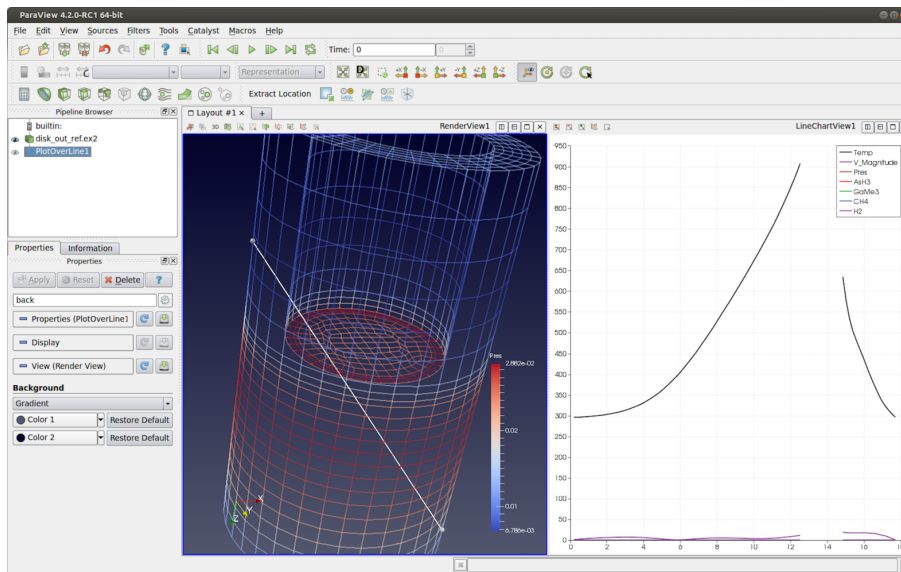 ParaView 4.2.0-RC1 64-bit
File Edit View Sources Filters Tools Catalyst Macros Help
Time: 0 0
Representation
Extract Location
Pipeline Browser
builtin:
disk_out_ref.ex2
PlotOverLine1
Properties Information
Properties
Apply Reset Delete ?
back
Properties (PlotOverLine1
Display
View (Render View)
Background
Gradient
Color 1 Restore Default
Color 2 Restore Default
Layout #1 × +
3D RenderView1
Pres
2.882e-02
0.02
0.01
6.786e-03
X
Y
Z
LineChartView1
950
900
850
800
750
700
650
600
550
500
450
400
350
300
250
200
150
100
50
0
0 2 4 6 8 10 12 14 16
Temp
V_Magnitude
Pres
AsH3
GaMe3
CH4
H2